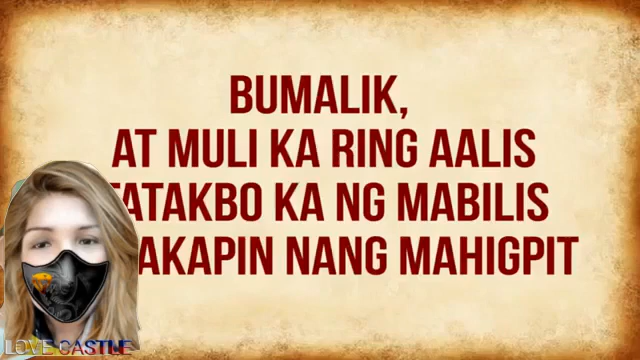 BUMALIK,
AT MULI KA RING AALIS
KA NG MABILIS
NANG MAHIGPIT
LOVE CASTLE